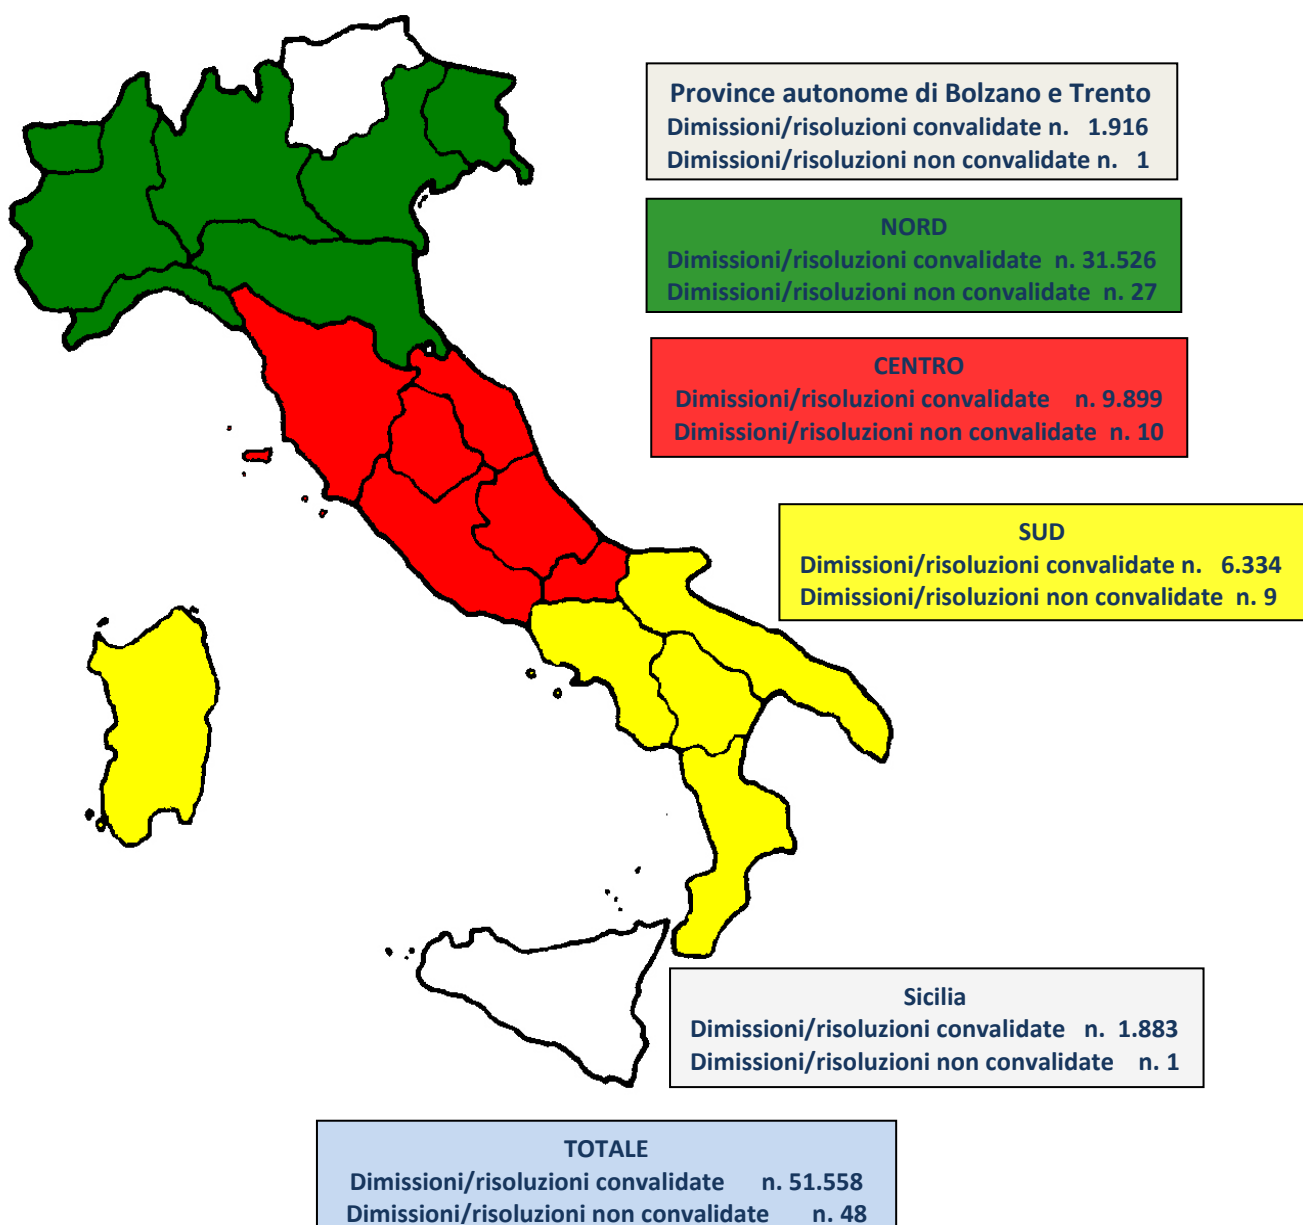 Province autonome di Bolzano e Trento
Dimissioni/risoluzioni convalidate n. 1.916
Dimissioni/risoluzioni non convalidate n. 1
NORD
Dimissioni/risoluzioni convalidate n. 31.526
Dimissioni/risoluzioni non convalidate n. 27
CENTRO
Dimissioni/risoluzioni convalidate n. 9.899
Dimissioni/risoluzioni non convalidate n. 10
SUD
Dimissioni/risoluzioni convalidate n. 6.334
Dimissioni/risoluzioni non convalidate n. 9
Sicilia
Dimissioni/risoluzioni convalidate n. 1.883
Dimissioni/risoluzioni non convalidate n. 1
TOTALE
Dimissioni/risoluzioni convalidate n. 51.558
Dimissioni/risoluzioni non convalidate n. 48